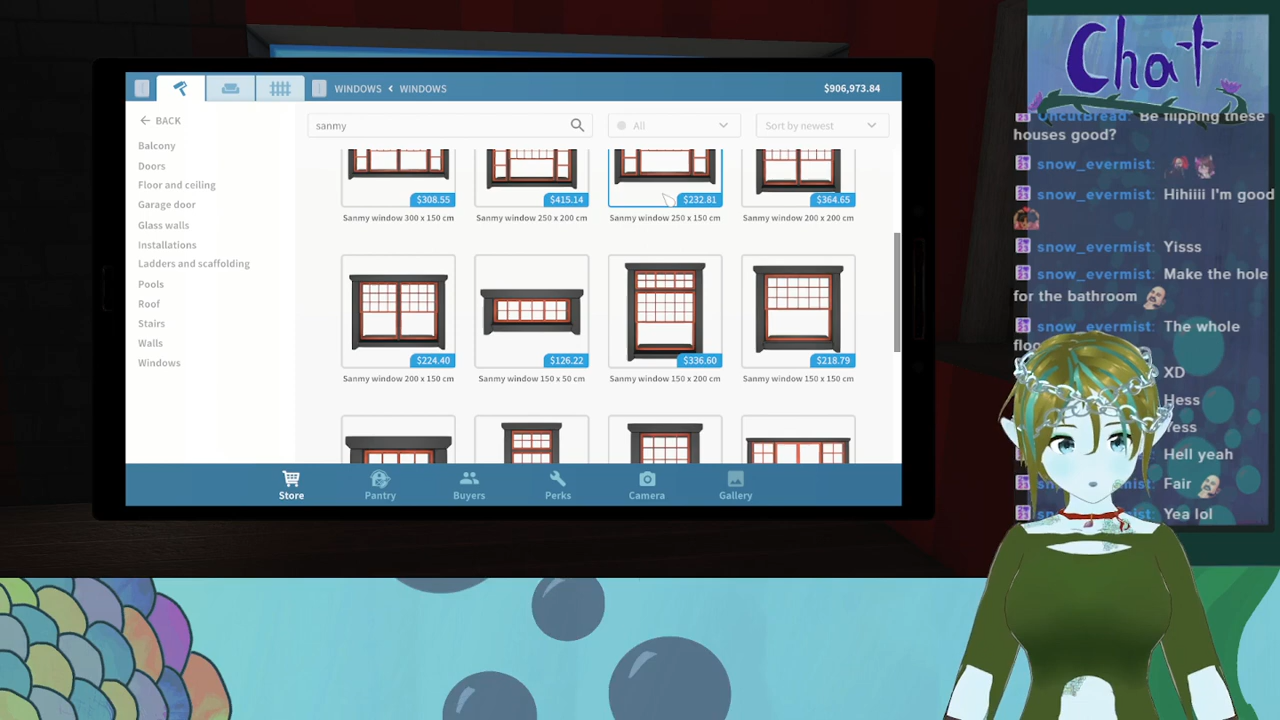 WINDOWS < WINDOWS
$906,973.84
BACK
Balcony
Doors
Floor and ceiling
Garage door
Glass walls
Installations
Ladders and scaffolding
Pools
Roof
Stairs
Walls
Windows
sanmy
All
Sort by newest
$308.55
$415.14
$232.81
$364.65
Sanmy window 300 x 150 cm
Sanmy window 250 x 200 cm
Sanmy window 250 x 150 cm
Sanmy window 200 x 200 cm
$224.40
$126.22
$336.60
$218.79
Sanmy window 200 x 150 cm
Sanmy window 150 x 50 cm
Sanmy window 150 x 200 cm
Sanmy window 150 x 150 cm
Store
Pantry
Buyers
Perks
Camera
Gallery
Chat
UncutBread: Be flipping these
houses good?
snow_evermist:
snow_evermist: Hihiiii I'm good
snow_evermist: Yisss
snow_evermist: Make the hole
for the bathroom
snow_evermist: The whole
XD
Hess
Yess
Hell yeah
Fair
Yea lol